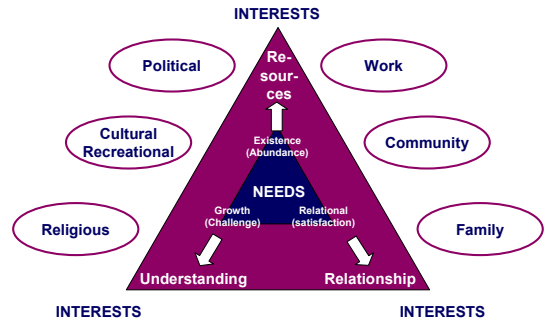 INTERESTS
Political
Re-
sour-
ces
Work
Cultural
Recreational
Existence
(Abundance)
Community
NEEDS
Growth
(Challenge)
Relational
(satisfaction)
Religious
Family
Understanding
Relationship
INTERESTS
INTERESTS